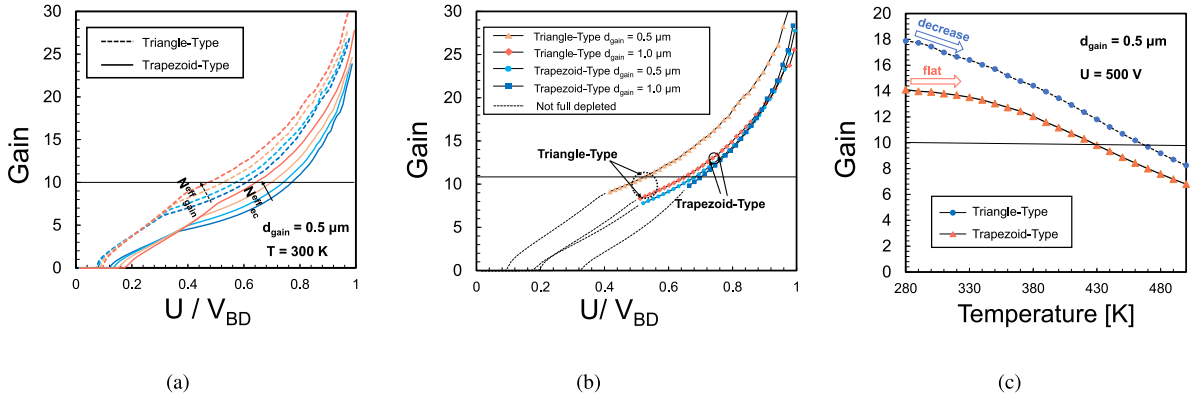 30
25
20
15
10
5
0
Gain
Triangle-Type
Trapezoid-Type
Neff_gain
Neff_ec
d_gain = 0.5 μm
T = 300 K
0 0.2 0.4 0.6 0.8 1
U / V_BD
(a)
30
25
20
15
10
5
0
Gain
Triangle-Type d_gain = 0.5 μm
Triangle-Type d_gain = 1.0 μm
Trapezoid-Type d_gain = 0.5 μm
Trapezoid-Type d_gain = 1.0 μm
Not full depleted
Triangle-Type
Trapezoid-Type
0 0.2 0.4 0.6 0.8 1
U/ V_BD
(b)
20
18
16
14
12
10
8
6
4
2
0
Gain
decrease
flat
d_gain = 0.5 μm
U = 500 V
Triangle-Type
Trapezoid-Type
280 330 380 430 480
Temperature [K]
(c)